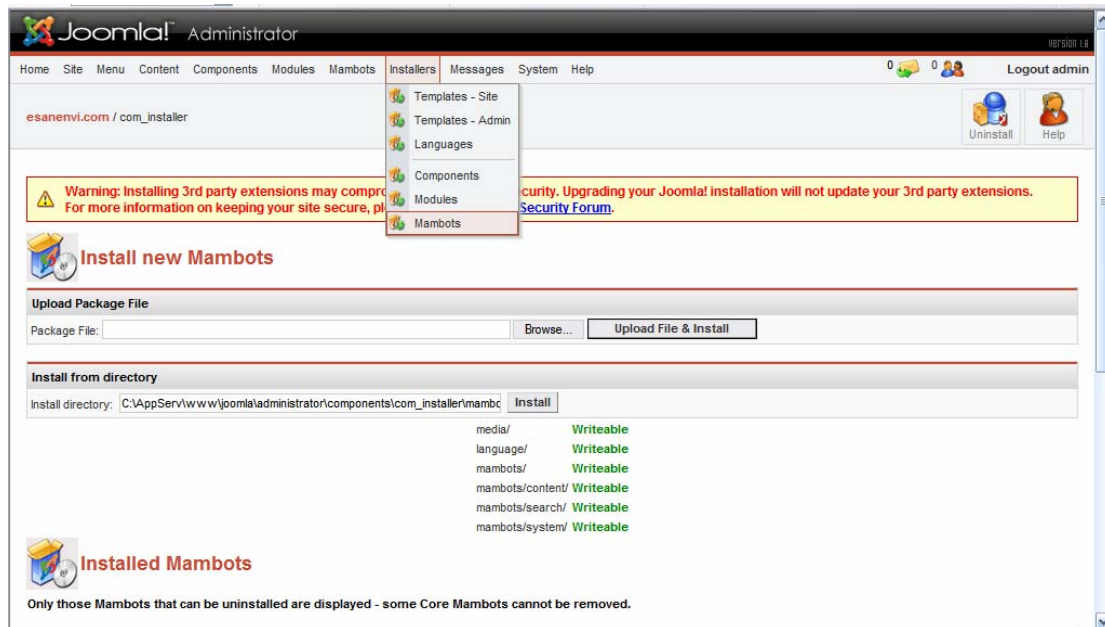 Joomla!™ Administrator
Version 1.0
Home Site Menu Content Components Modules Mambots Installers Messages System Help 0 0 Logout admin
Templates - Site
Templates - Admin
Languages
Components
Modules
Mambots
esanenvi.com / com_installer
Uninstall Help
Warning: Installing 3rd party extensions may compro curity. Upgrading your Joomla! installation will not update your 3rd party extensions.
For more information on keeping your site secure, pl Security Forum.
Install new Mambots
Upload Package File
Package File: Browse... Upload File & Install
Install from directory
Install directory: C:\AppServ\www\joomla\administrator\components\com_installer\mambo Install
media/ Writeable
language/ Writeable
mambots/ Writeable
mambots/content/ Writeable
mambots/search/ Writeable
mambots/system/ Writeable
Installed Mambots
Only those Mambots that can be uninstalled are displayed - some Core Mambots cannot be removed.